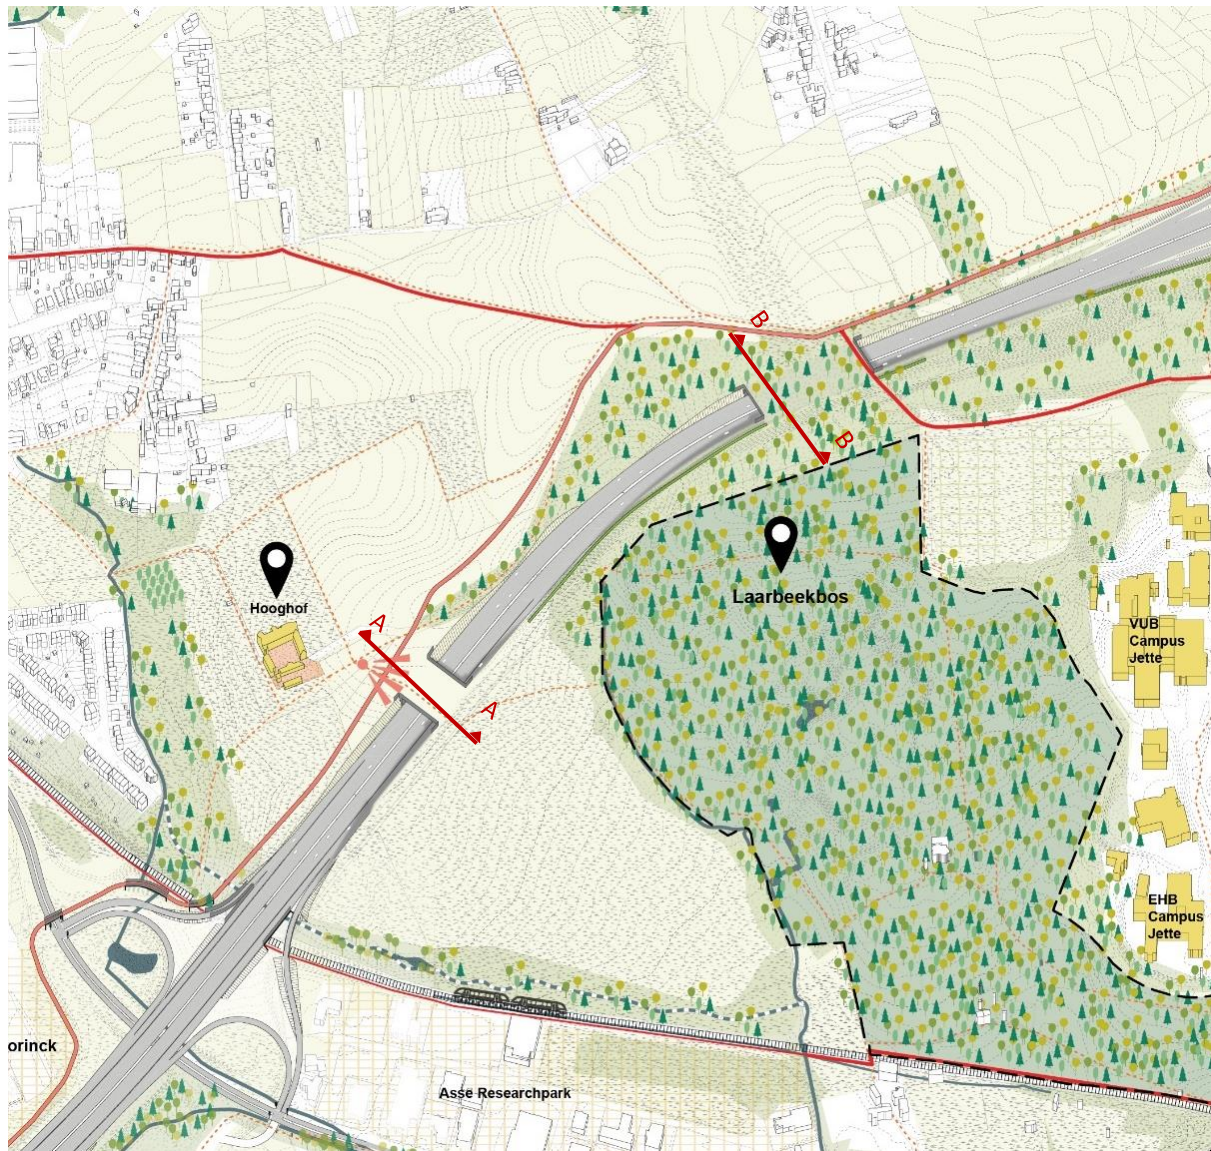 B
B
Hooghof
Laarbeekbos
A
VUB
Campus
Jette
A
EHB
Campus
Jette
orinck
Asse Researchpark